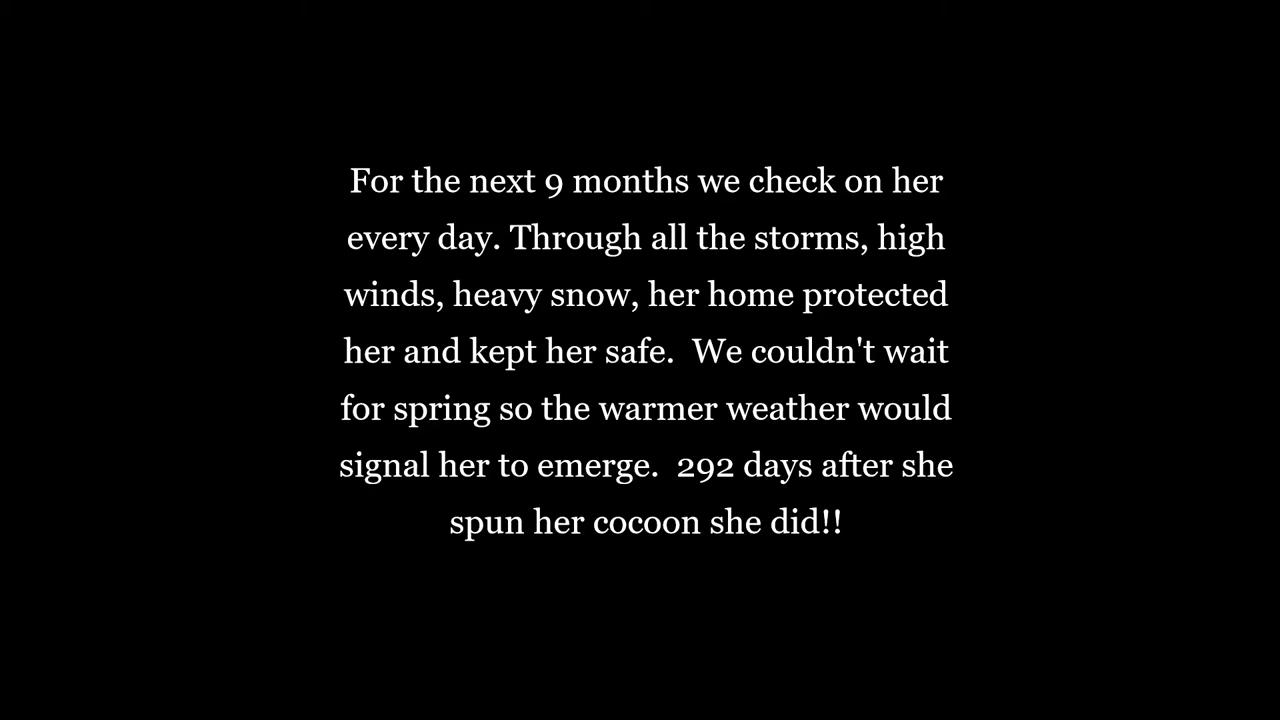 For the next 9 months we check on her
every day. Through all the storms, high
winds, heavy snow, her home protected
her and kept her safe.  We couldn't wait
for spring so the warmer weather would
signal her to emerge.  292 days after she
spun her cocoon she did!!